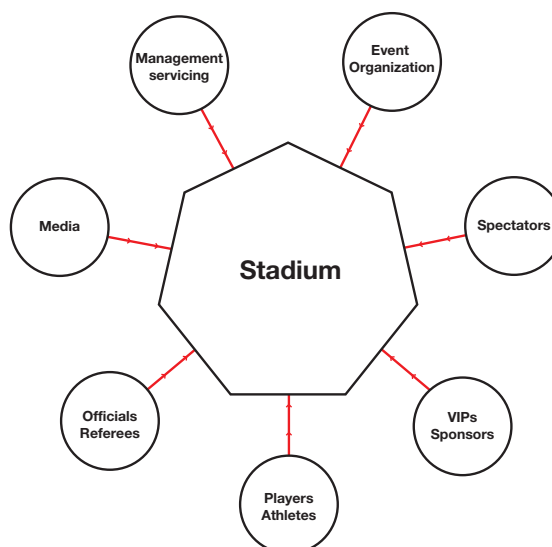 Management
servicing
Event
Organization
Media
Stadium
Spectators
Officials
Referees
VIPs
Sponsors
Players
Athletes